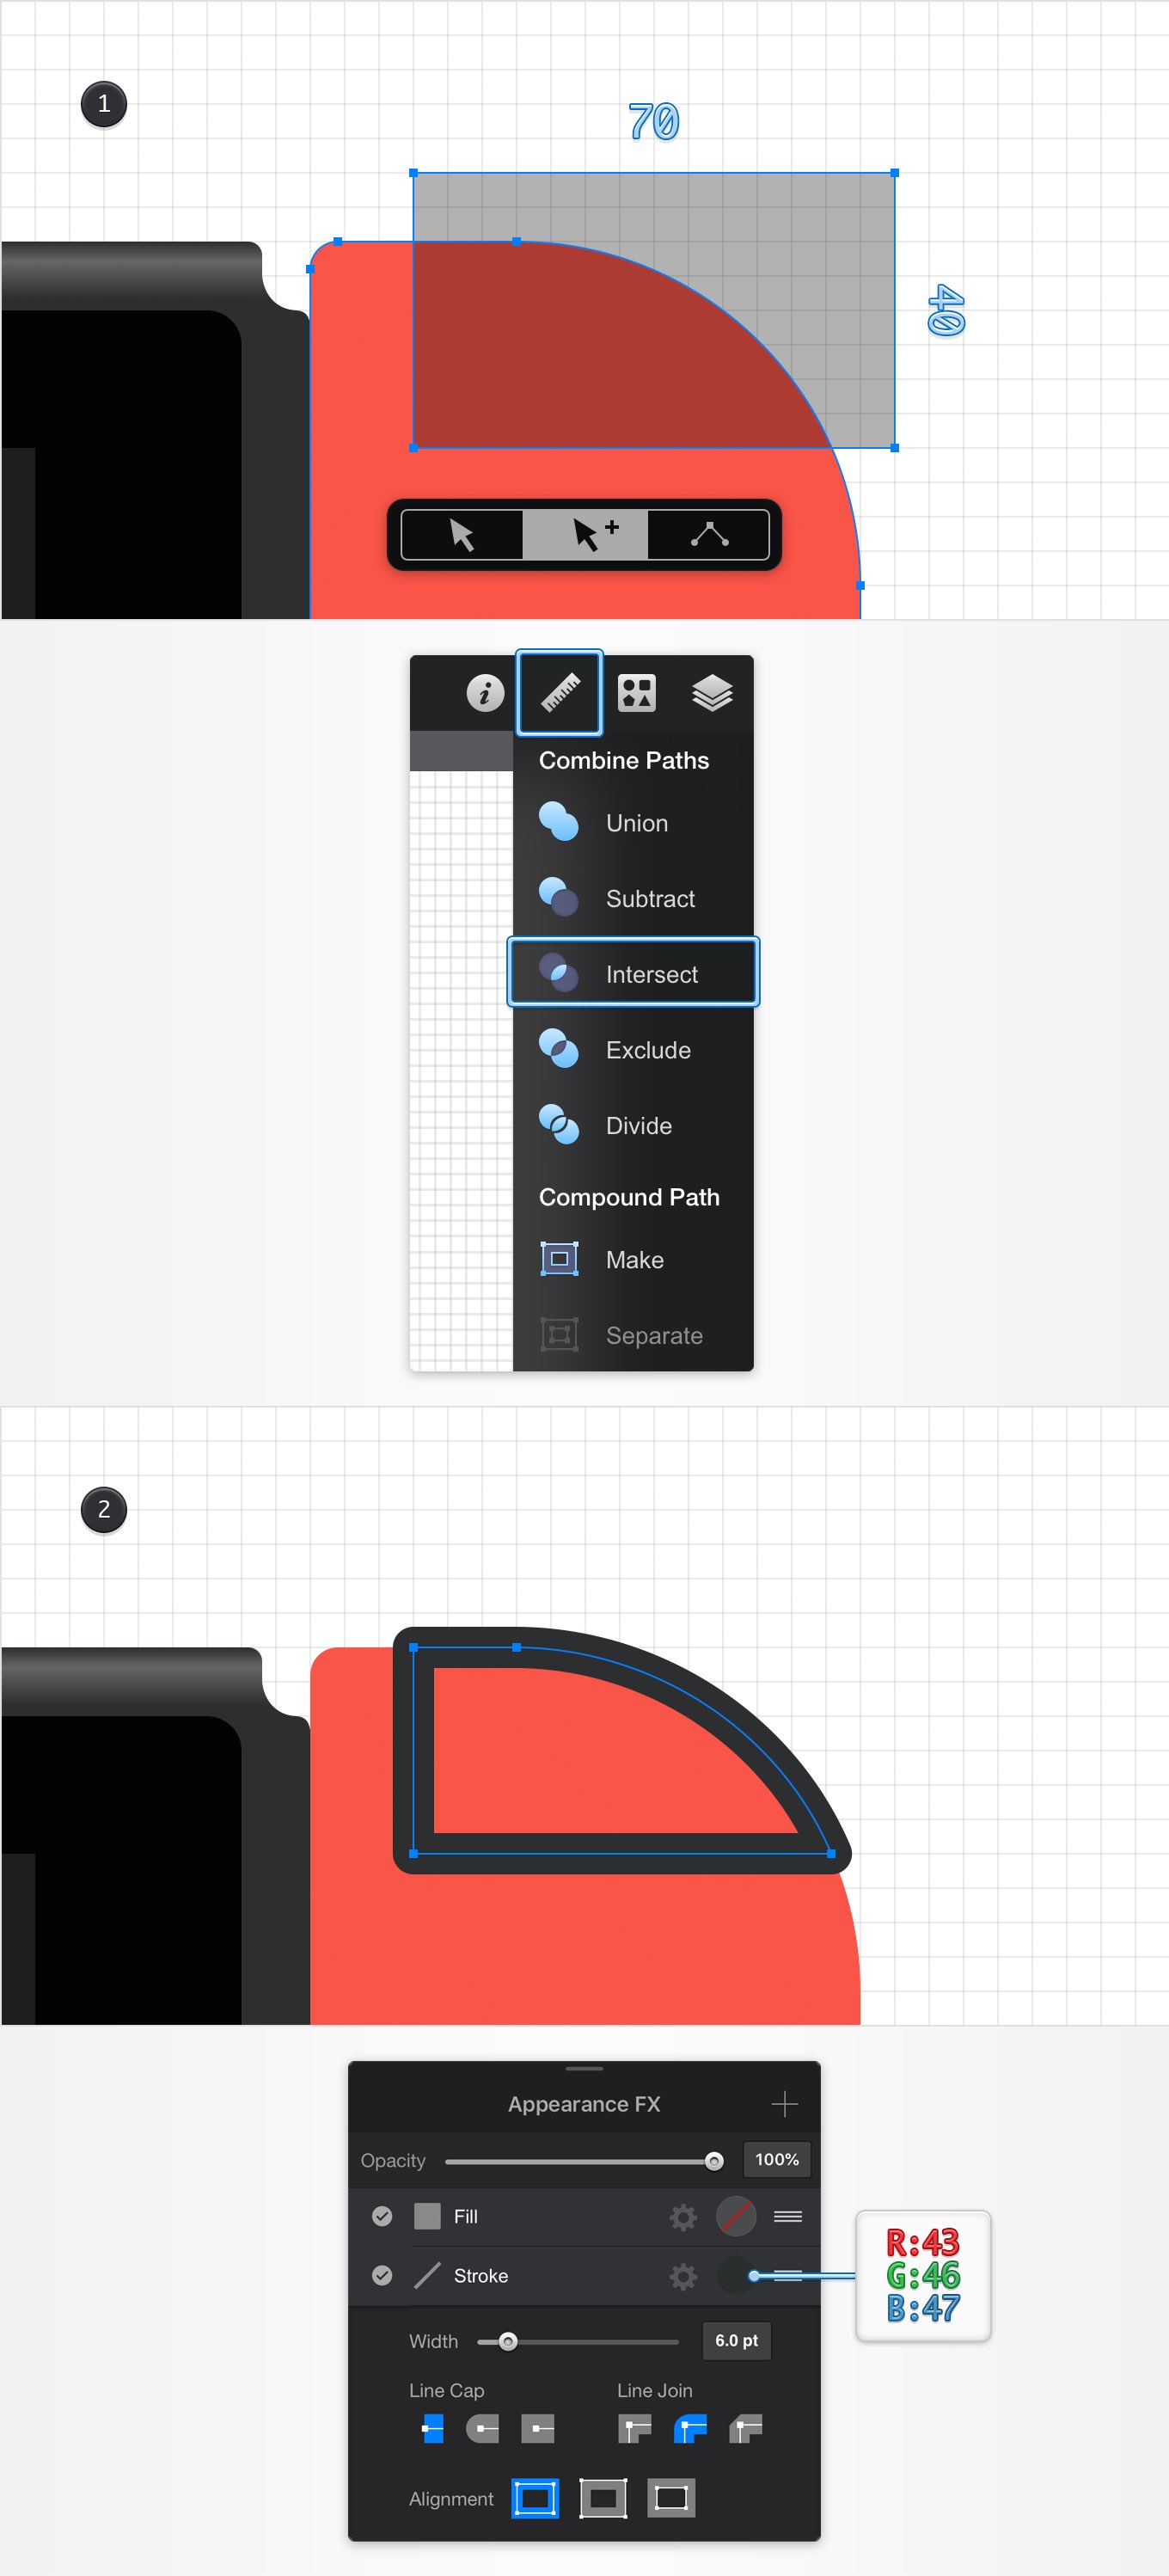 1
70
40
i
Combine Paths
Union
Subtract
Intersect
Exclude
Divide
Compound Path
Make
Separate
2
Appearance FX
Opacity 100%
Fill
Stroke
R:43
G:46
B:47
Width 6.0 pt
Line Cap Line Join
Alignment